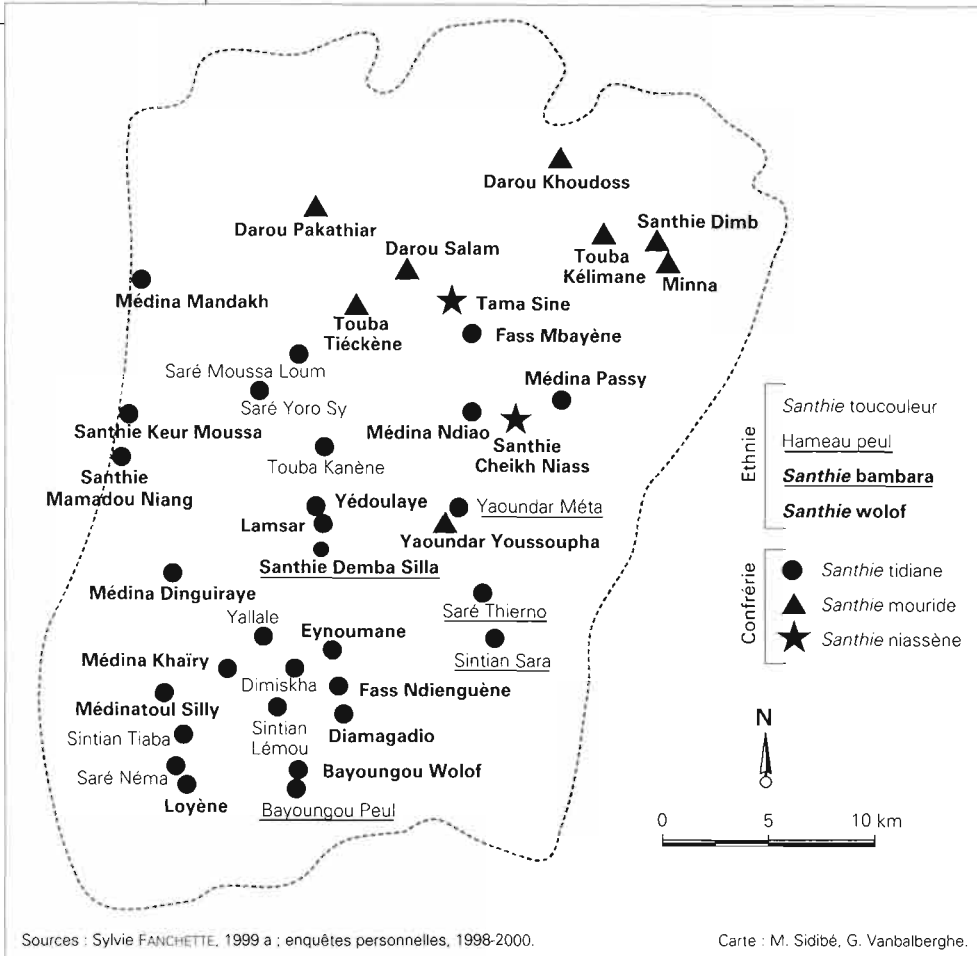 Darou Khoudoss
Darou Pakathiar
Santhie Dimb
Darou Salam
Touba
Kélimane
Minna
Médina Mandakh
Tama Sine
Touba
Tiéckène
Fass Mbayène
Saré Moussa Loum
Médina Passy
Saré Yoro Sy
Santhie Keur Moussa
Médina Ndiao
Santhie
Cheikh Niass
Touba Kanène
Santhie
Mamadou Niang
Yédoulaye
Yaoundar Méta
Lamsar
Yaoundar Youssoupha
Santhie Demba Silla
Médina Dinguiraye
Saré Thierno
Yallale
Eynoumane
Sintian Sara
Médina Khaïry
Dimiskha
Fass Ndienguène
Médinatoul Silly
Sintian
Lémou
Diamagadio
Sintian Tiaba
Saré Néma
Bayoungou Wolof
Loyène
Bayoungou Peul
Ethnie
Santhie toucouleur
Hameau peul
Santhie bambara
Santhie wolof
Confrérie
Santhie tidiane
Santhie mouride
Santhie niassène
N
0 5 10 km
Sources : Sylvie FANCHETTE, 1999 a ; enquêtes personnelles, 1998-2000.
Carte : M. Sidibé, G. Vanbalberghe.